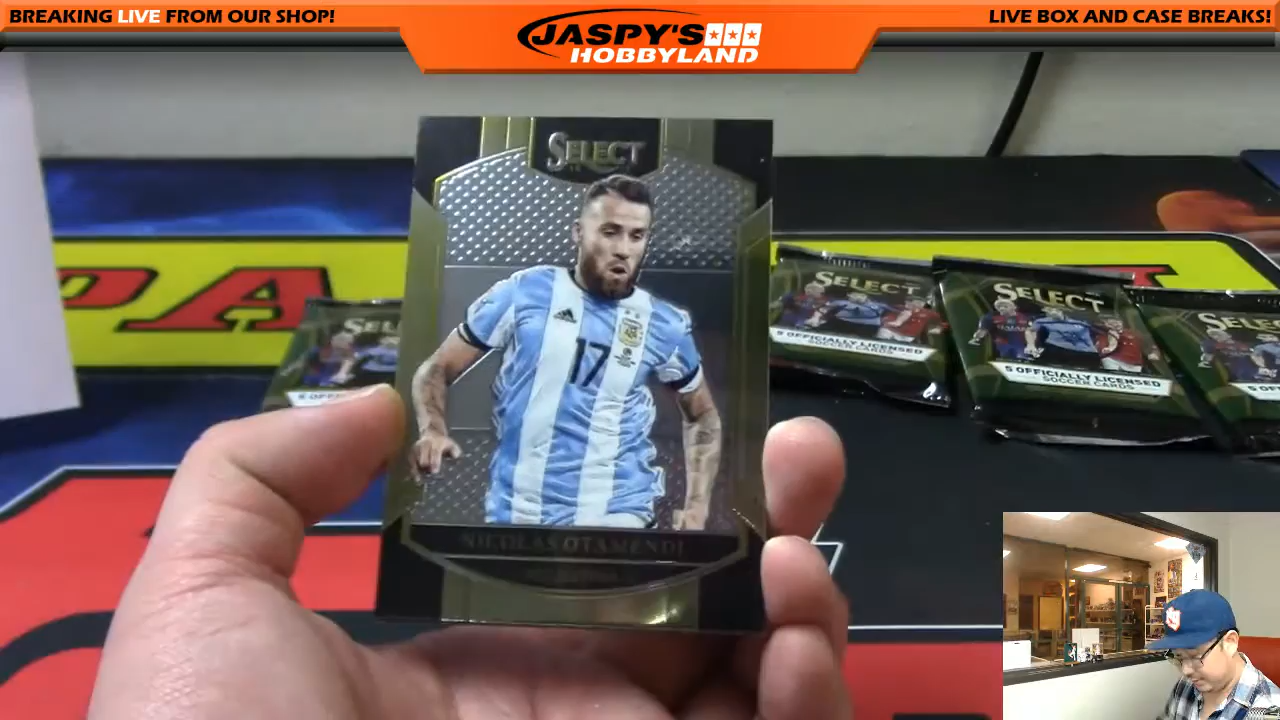 BREAKING LIVE FROM OUR SHOP!
JASPY'S
HOBBYLAND
LIVE BOX AND CASE BREAKS!
SELECT
17
NICOLAS OTAMENDI
PA
SELECT
5 OFFICIALLY LICENSED
SOCCER CARDS
SELECT
5 OFFICIALLY LICENSED
SOCCER CARDS